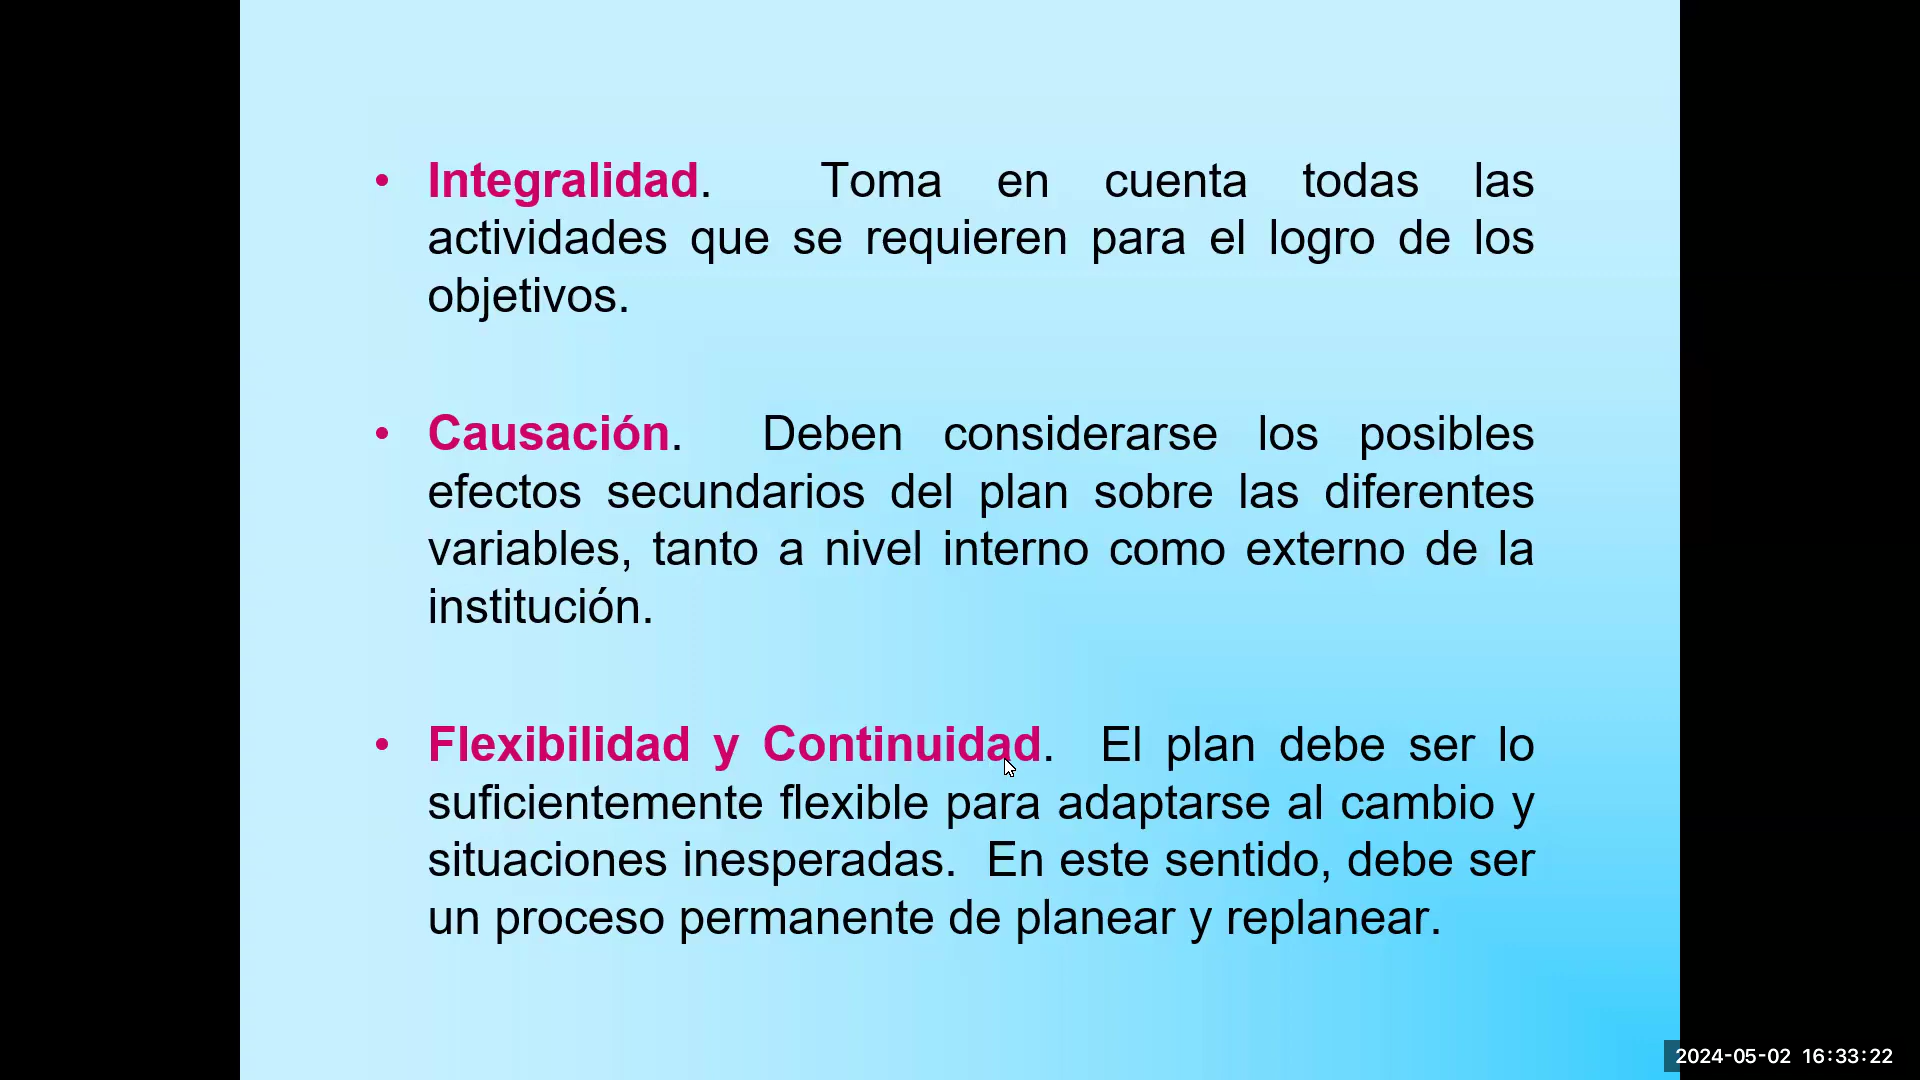 • Integralidad. Toma en cuenta todas las
actividades que se requieren para el logro de los
objetivos.
• Causación. Deben considerarse los posibles
efectos secundarios del plan sobre las diferentes
variables, tanto a nivel interno como externo de la
institución.
• Flexibilidad y Continuidad. El plan debe ser lo
suficientemente flexible para adaptarse al cambio y
situaciones inesperadas. En este sentido, debe ser
un proceso permanente de planear y replanear.
2024-05-02 16:33:22